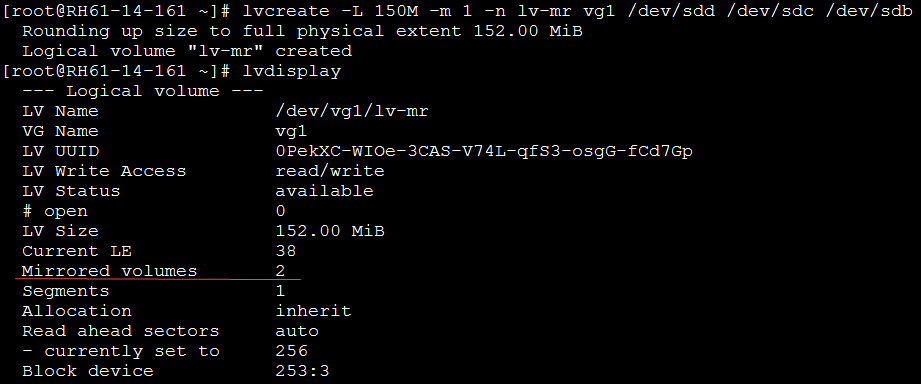 [root@RH61-14-161 ~]# lvcreate -L 150M -m 1 -n lv-mr vg1 /dev/sdd /dev/sdc /dev/sdb
  Rounding up size to full physical extent 152.00 MiB
  Logical volume "lv-mr" created
[root@RH61-14-161 ~]# lvdisplay
  --- Logical volume ---
  LV Name                /dev/vg1/lv-mr
  VG Name                vg1
  LV UUID                0PekXC-WIOe-3CAS-V74L-qfS3-osgG-fCd7Gp
  LV Write Access        read/write
  LV Status              available
  # open                 0
  LV Size                152.00 MiB
  Current LE             38
  Mirrored volumes       2
  Segments               1
  Allocation             inherit
  Read ahead sectors     auto
  - currently set to     256
  Block device           253:3